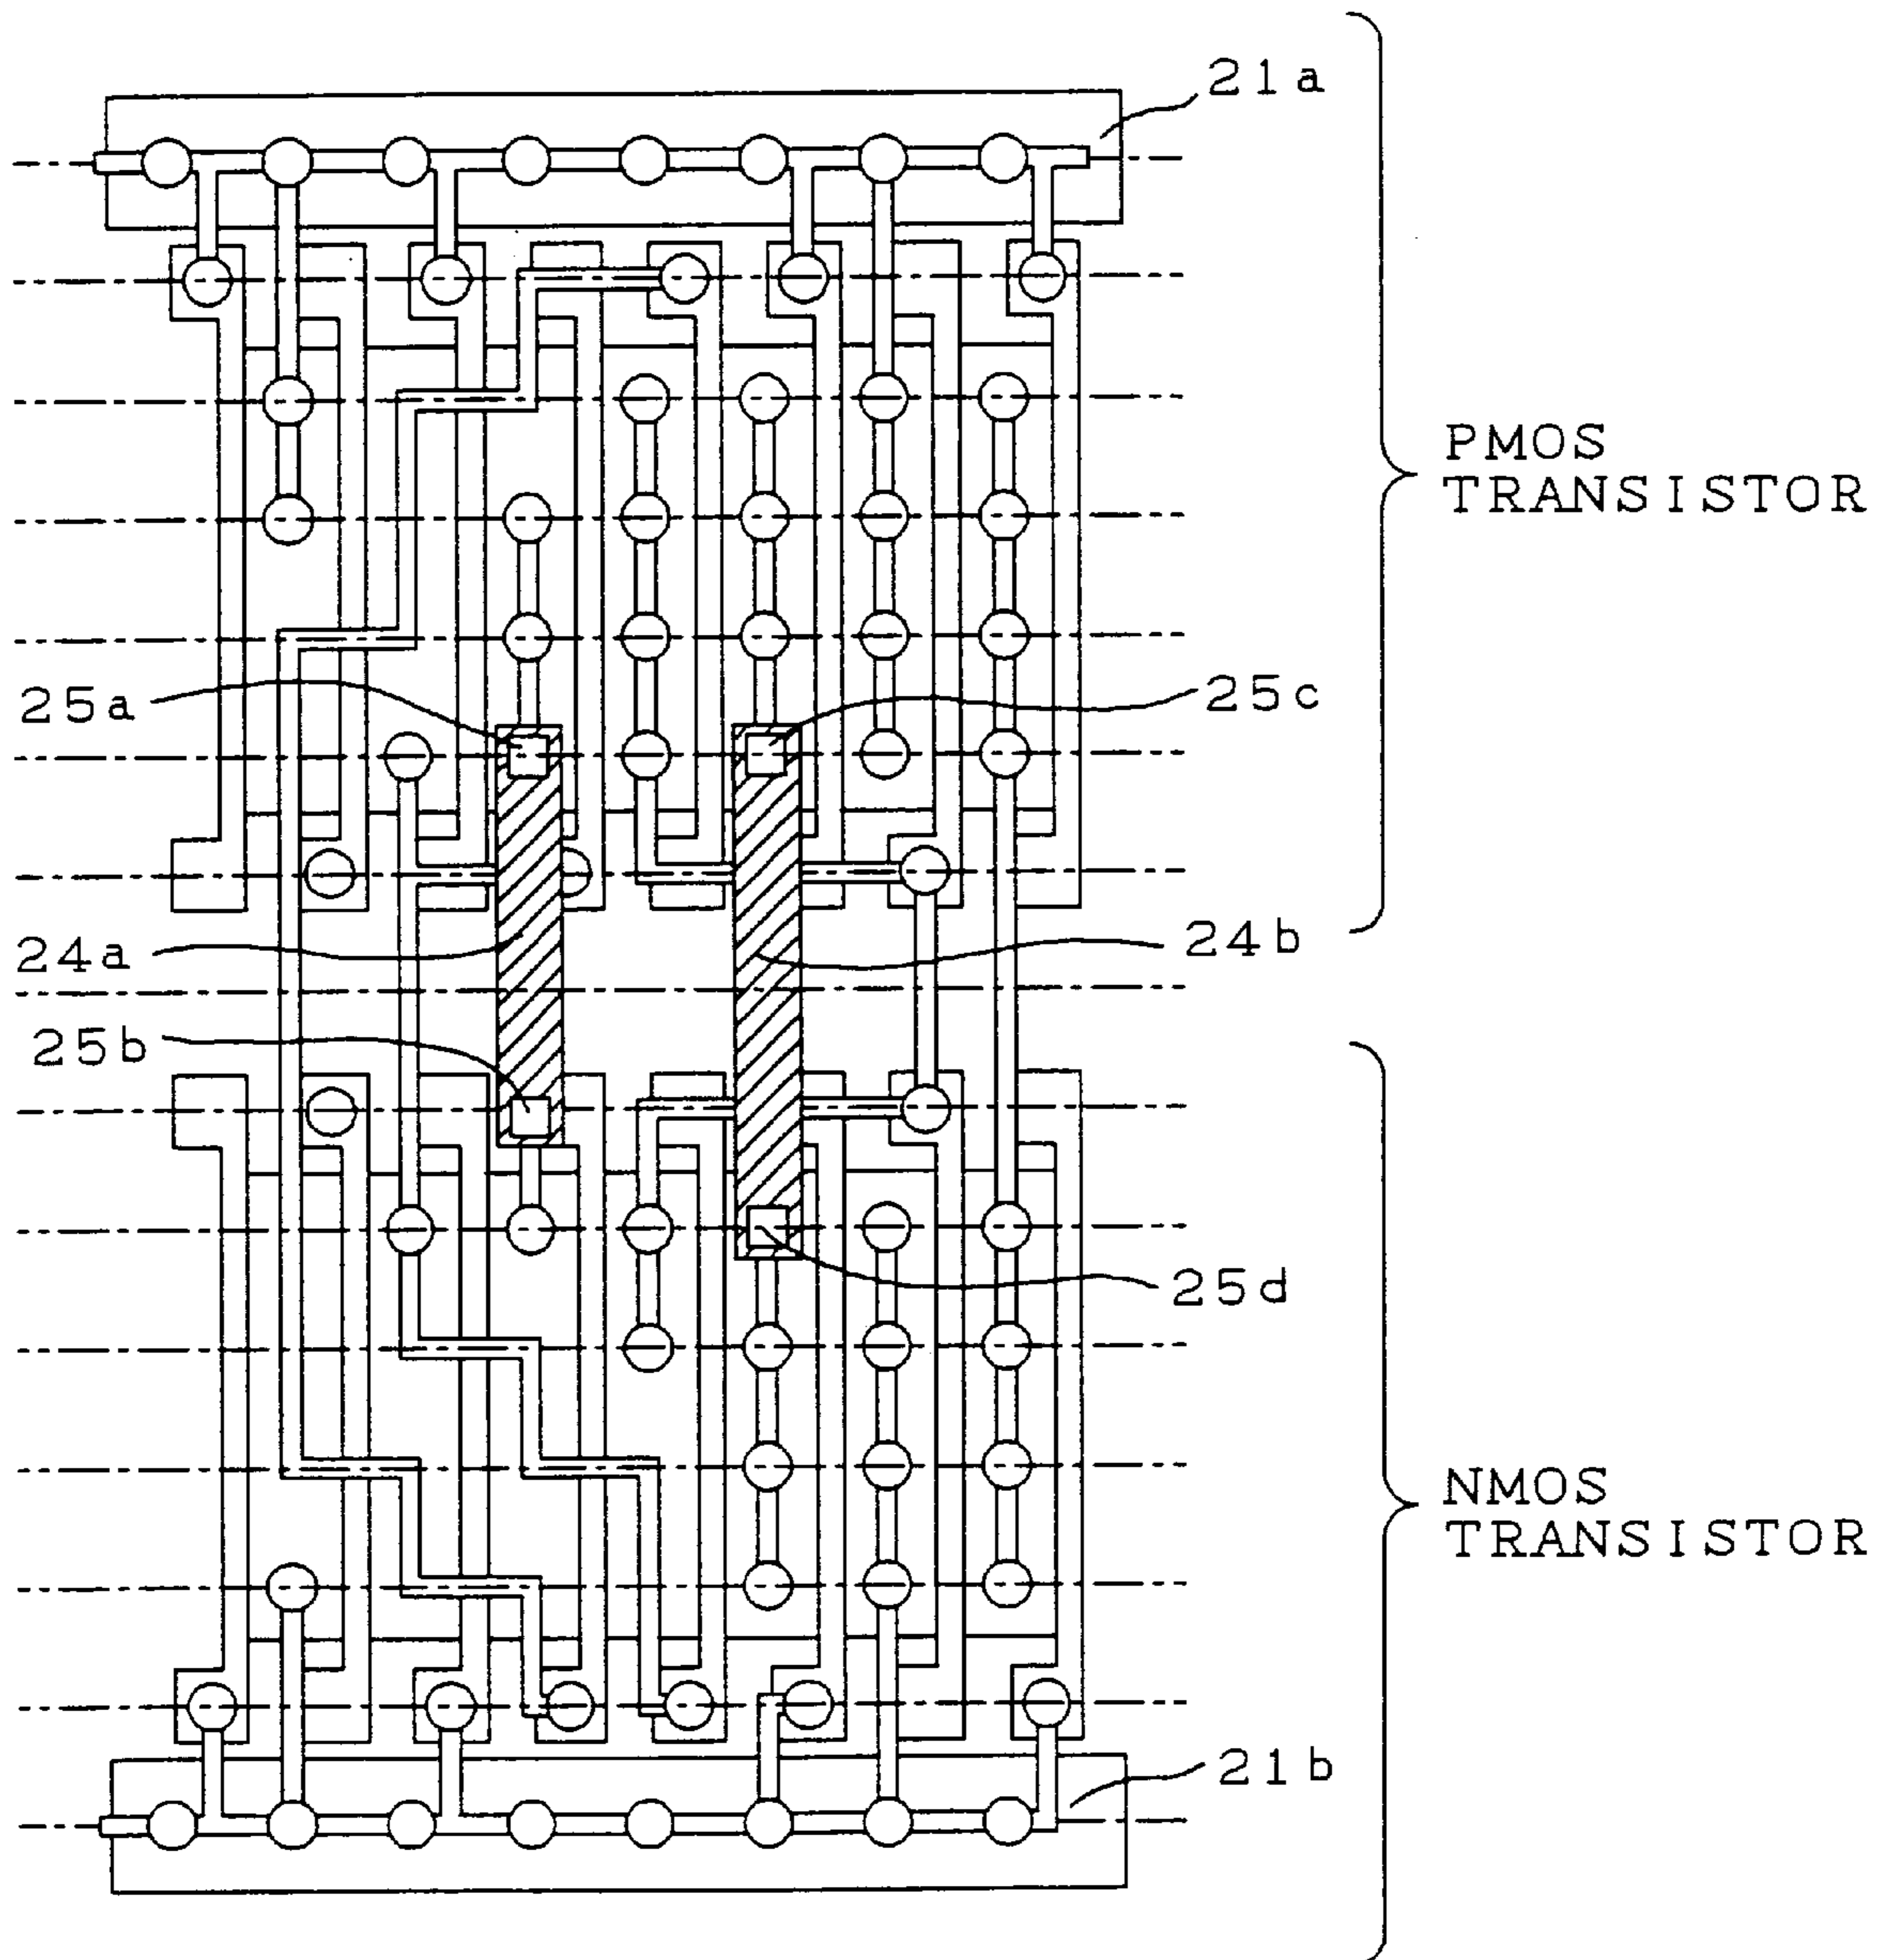 21a
PMOS
TRANSISTOR
25a
25c
24a
24b
25b
25d
NMOS
TRANSISTOR
21b